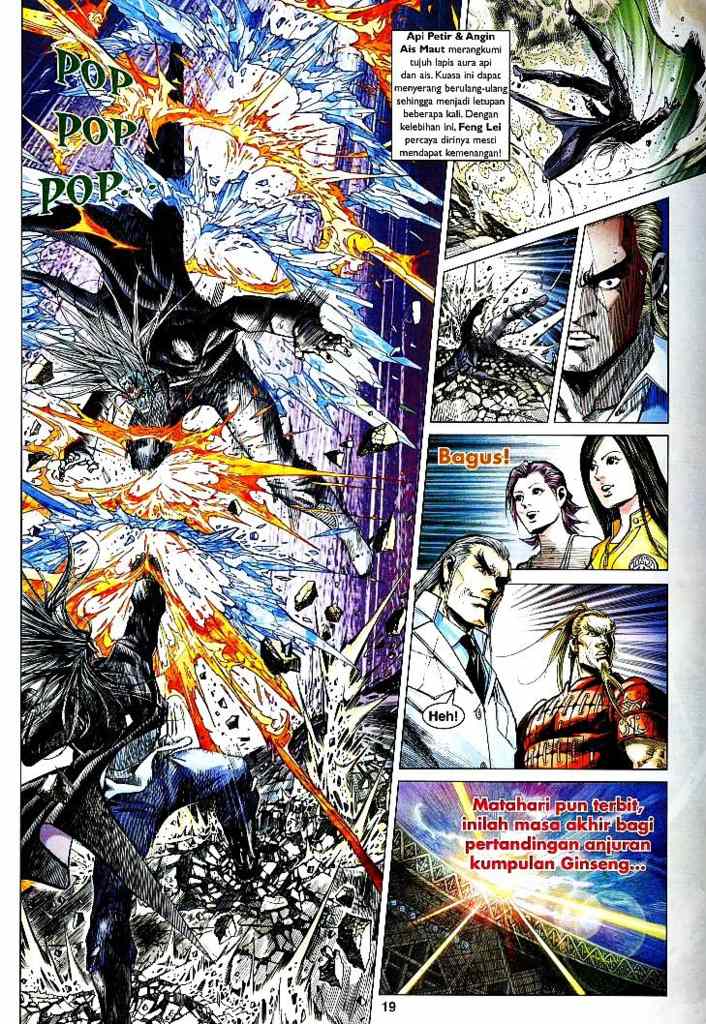 POP
POP
POP...
Api Petir & Angin
Ais Maut merangkumi
tujuh lapis aura api
dan ais. Kuasa ini dapat
menyerang berulang-ulang
sehingga menjadi letupan
beberapa kali. Dengan
kelebihan ini, Feng Lei
percaya dirinya mesti
mendapat kemenangan!
Bagus!
Heh!
Matahari pun terbit,
inilah masa akhir bagi
pertandingan anjuran
kumpulan Ginseng...
19